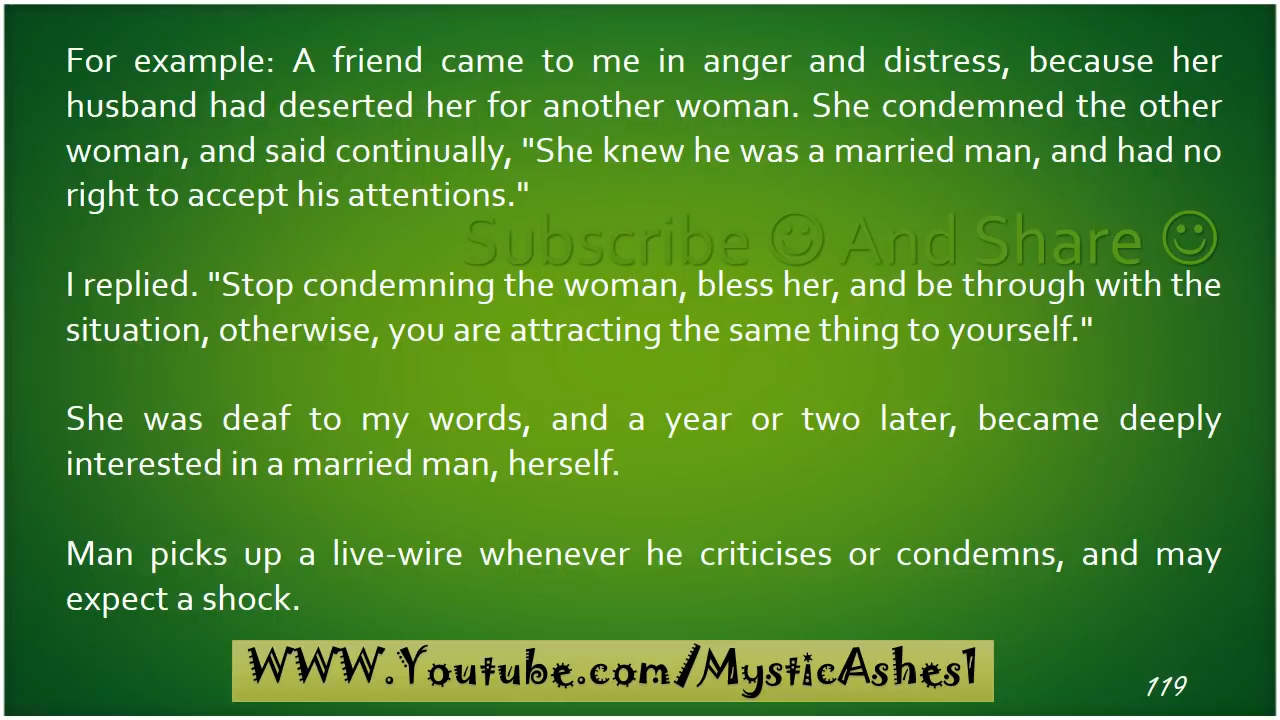 For example: A friend came to me in anger and distress, because her
husband had deserted her for another woman. She condemned the other
woman, and said continually, "She knew he was a married man, and had no
right to accept his attentions."
Subscribe ☺ And Share ☺
I replied. "Stop condemning the woman, bless her, and be through with the
situation, otherwise, you are attracting the same thing to yourself."
She was deaf to my words, and a year or two later, became deeply
interested in a married man, herself.
Man picks up a live-wire whenever he criticises or condemns, and may
expect a shock.
WWW.Youtube.com/MysticAshes1
119